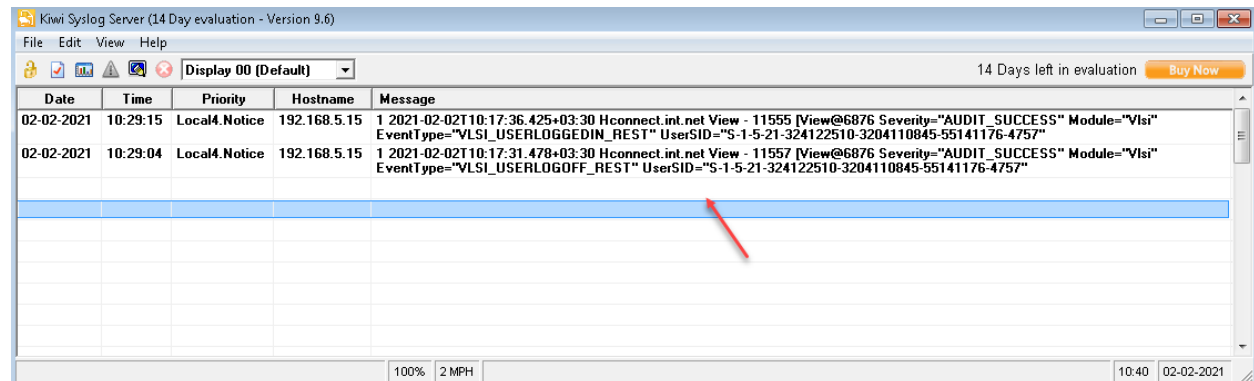 Kiwi Syslog Server (14 Day evaluation - Version 9.6)
File Edit View Help
Display 00 (Default) 14 Days left in evaluation Buy Now
Date Time Priority Hostname Message
02-02-2021 10:29:15 Local4.Notice 192.168.5.15 1 2021-02-02T10:17:36.425+03:30 Hconnect.int.net View - 11555 [View@6876 Severity="AUDIT_SUCCESS" Module="Vlsi"
EventType="VLSI_USERLOGGEDIN_REST" UserSID="S-1-5-21-324122510-3204110845-55141176-4757"
02-02-2021 10:29:04 Local4.Notice 192.168.5.15 1 2021-02-02T10:17:31.478+03:30 Hconnect.int.net View - 11557 [View@6876 Severity="AUDIT_SUCCESS" Module="Vlsi"
EventType="VLSI_USERLOGOFF_REST" UserSID="S-1-5-21-324122510-3204110845-55141176-4757"
100% 2 MPH 10:40 02-02-2021